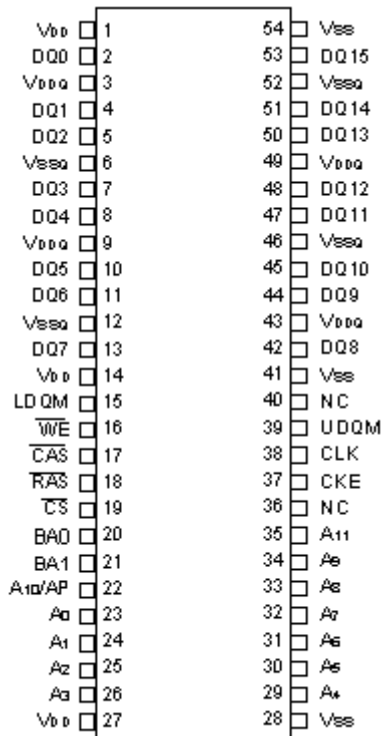 VDD 1 54 VSS
DQ0 2 53 DQ15
VDDQ 3 52 VSSQ
DQ1 4 51 DQ14
DQ2 5 50 DQ13
VSSQ 6 49 VDDQ
DQ3 7 48 DQ12
DQ4 8 47 DQ11
VDDQ 9 46 VSSQ
DQ5 10 45 DQ10
DQ6 11 44 DQ9
VSSQ 12 43 VDDQ
DQ7 13 42 DQ8
VDD 14 41 VSS
LDQM 15 40 NC
WE 16 39 UDQM
CAS 17 38 CLK
RAS 18 37 CKE
CS 19 36 NC
BA0 20 35 A11
BA1 21 34 A9
A10/AP 22 33 A8
A0 23 32 A7
A1 24 31 A6
A2 25 30 A5
A3 26 29 A4
VDD 27 28 VSS